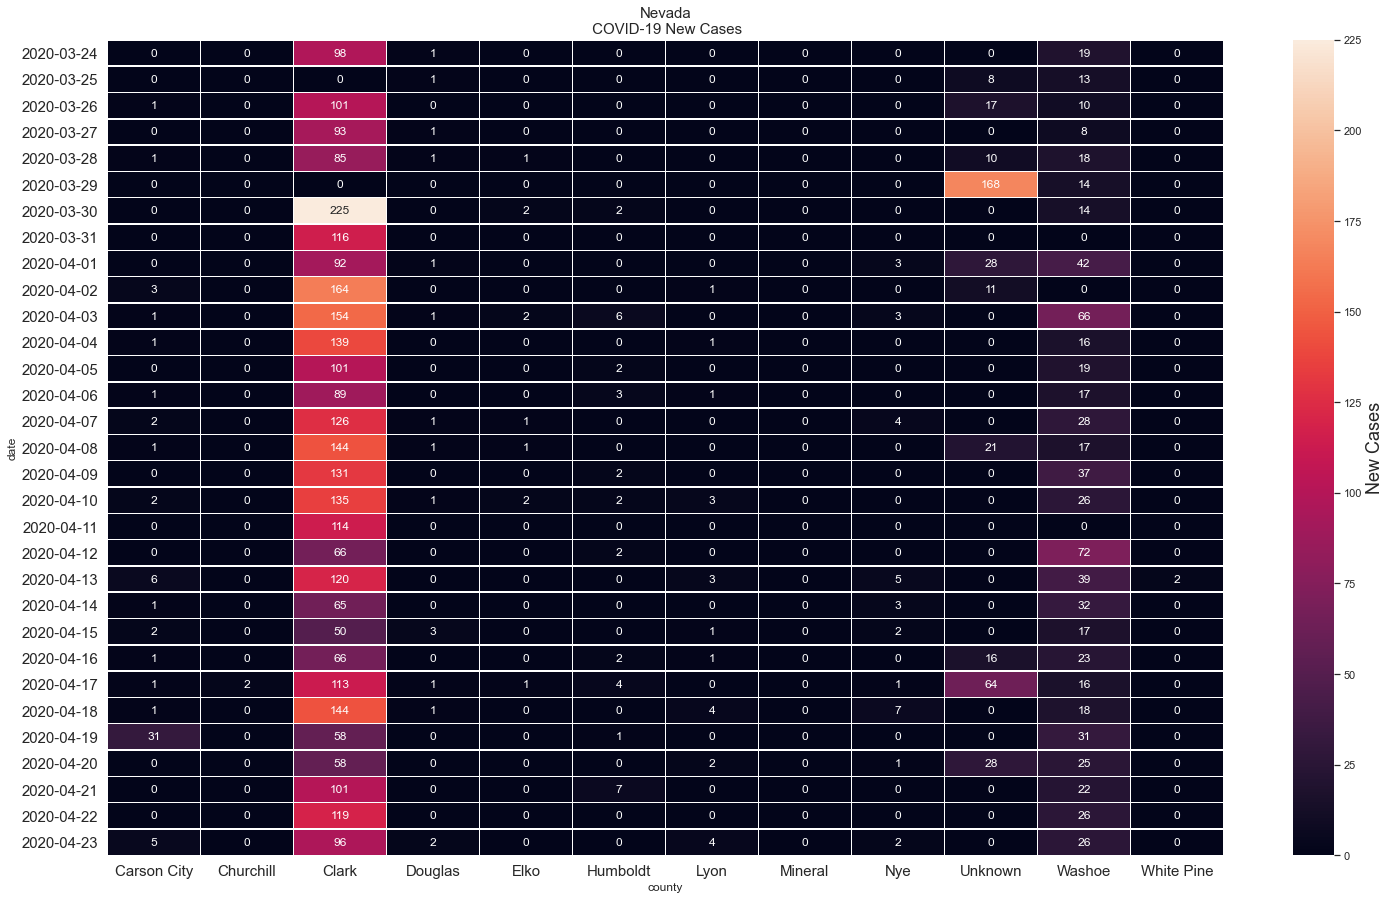 Nevada
COVID-19 New Cases
2020-03-24 0 0 98 1 0 0 0 0 0 0 19 0
2020-03-25 0 0 0 1 0 0 0 0 0 8 13 0
2020-03-26 1 0 101 0 0 0 0 0 0 17 10 0
2020-03-27 0 0 93 1 0 0 0 0 0 0 8 0
2020-03-28 1 0 85 1 1 0 0 0 0 10 18 0
2020-03-29 0 0 0 0 0 0 0 0 0 168 14 0
2020-03-30 0 0 225 0 2 2 0 0 0 0 14 0
2020-03-31 0 0 116 0 0 0 0 0 0 0 0 0
2020-04-01 0 0 92 1 0 0 0 0 3 28 42 0
2020-04-02 3 0 164 0 0 0 1 0 0 11 0 0
2020-04-03 1 0 154 1 2 6 0 0 3 0 66 0
2020-04-04 1 0 139 0 0 0 1 0 0 0 16 0
2020-04-05 0 0 101 0 0 2 0 0 0 0 19 0
2020-04-06 1 0 89 0 0 3 1 0 0 0 17 0
2020-04-07 2 0 126 1 1 0 0 0 4 0 28 0
2020-04-08 1 0 144 1 1 0 0 0 0 21 17 0
2020-04-09 0 0 131 0 0 2 0 0 0 0 37 0
2020-04-10 2 0 135 1 2 2 3 0 0 0 26 0
2020-04-11 0 0 114 0 0 0 0 0 0 0 0 0
2020-04-12 0 0 66 0 0 2 0 0 0 0 72 0
2020-04-13 6 0 120 0 0 0 3 0 5 0 39 2
2020-04-14 1 0 65 0 0 0 0 0 3 0 32 0
2020-04-15 2 0 50 3 0 0 1 0 2 0 17 0
2020-04-16 1 0 66 0 0 2 1 0 0 16 23 0
2020-04-17 1 2 113 1 1 4 0 0 1 64 16 0
2020-04-18 1 0 144 1 0 0 4 0 7 0 18 0
2020-04-19 31 0 58 0 0 1 0 0 0 0 31 0
2020-04-20 0 0 58 0 0 0 2 0 1 28 25 0
2020-04-21 0 0 101 0 0 7 0 0 0 0 22 0
2020-04-22 0 0 119 0 0 0 0 0 0 0 26 0
2020-04-23 5 0 96 2 0 0 4 0 2 0 26 0
date
Carson City Churchill Clark Douglas Elko Humboldt Lyon Mineral Nye Unknown Washoe White Pine
county
225
200
175
150
125
100
75
50
25
0
New Cases